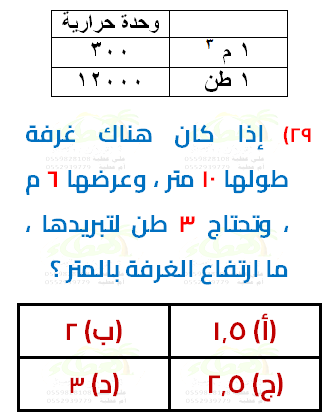 وحدة حرارية
١ م ٣ ٣٠٠
١ طن ١٢٠٠٠
٢٩) إذا كان هناك غرفة
طولها ١٠ متر ، وعرضها ٦ م
، وتحتاج ٣ طن لتبريدها ،
ما ارتفاع الغرفة بالمتر ؟
(أ) ١,٥ (ب) ٢
(ج) ٢,٥ (د) ٣